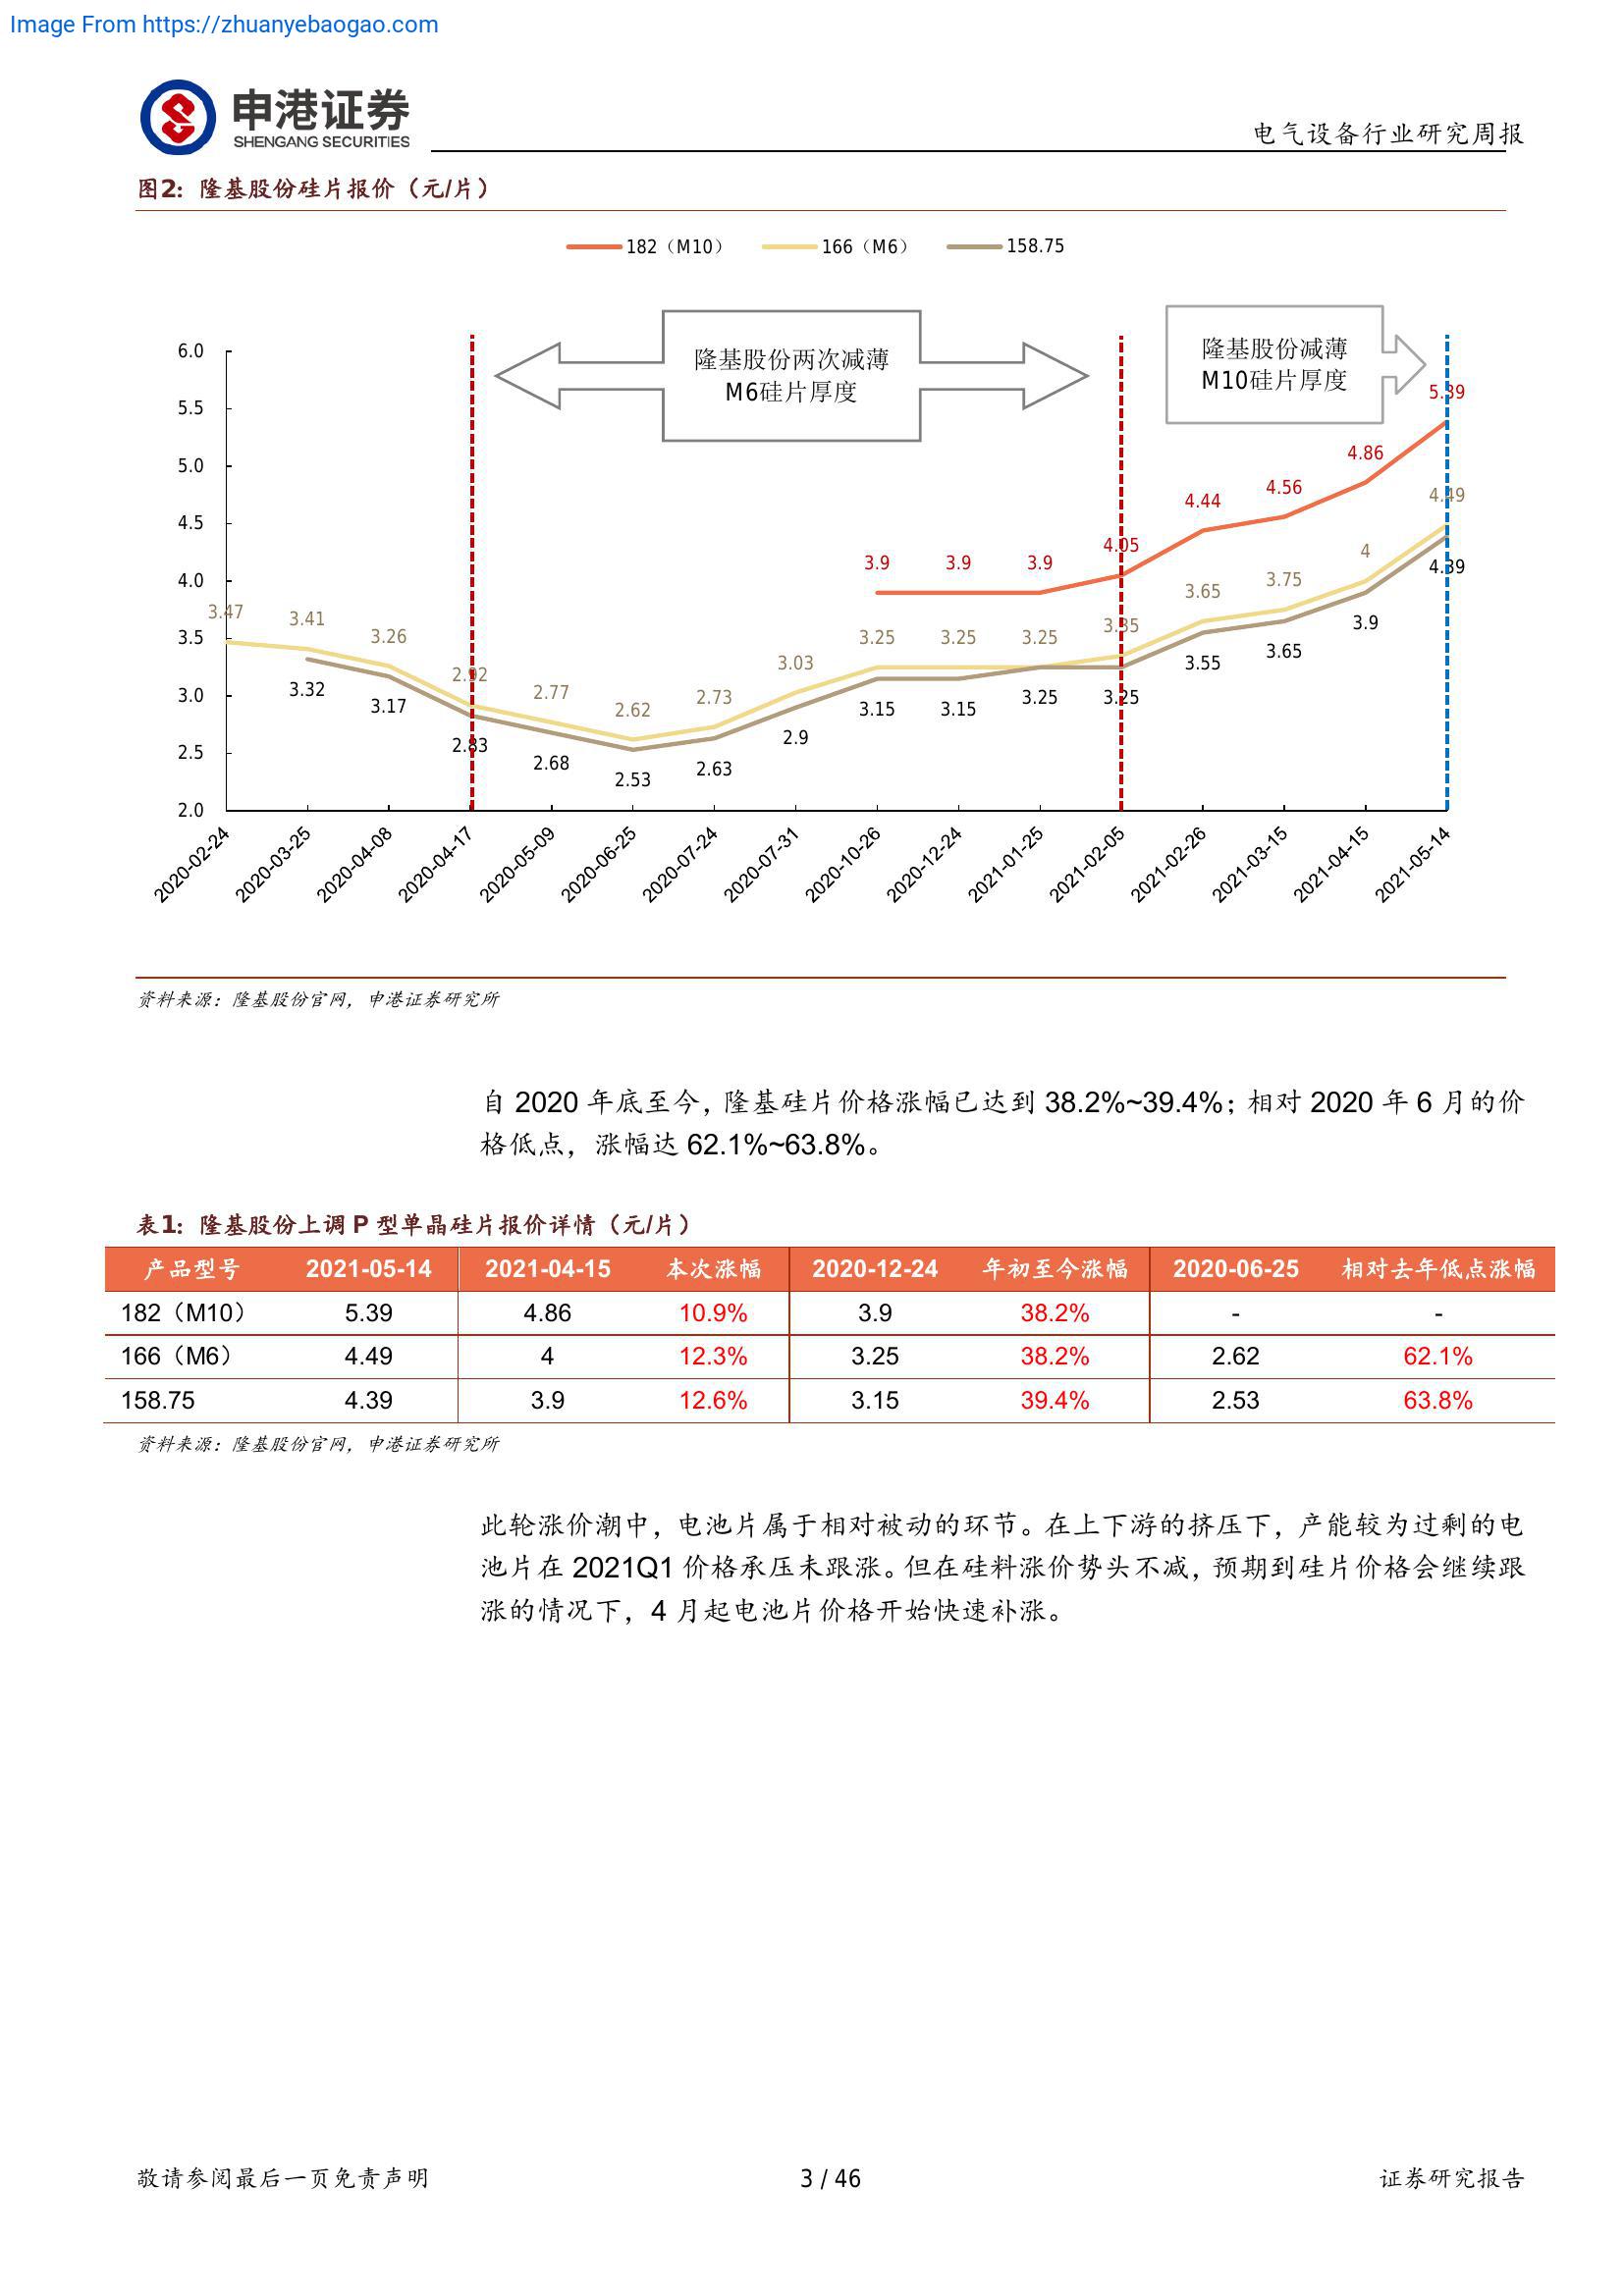 Image From https://zhuanyebaogao.com
申港证券
SHENGANG SECURITIES
电气设备行业研究周报
图2：隆基股份硅片报价（元/片）
182（M10） 166（M6） 158.75
隆基股份两次减薄
M6硅片厚度
隆基股份减薄
M10硅片厚度
6.0
5.5
5.0
4.5
4.0
3.5
3.0
2.5
2.0
3.9 3.9 3.9 4.05 4.44 4.56 4.86 5.39
3.47 3.41 3.26 2.92 2.77 2.62 2.73 3.03 3.25 3.25 3.25 3.35 3.65 3.75 4 4.49
3.32 3.17 2.83 2.68 2.53 2.63 2.9 3.15 3.15 3.25 3.25 3.55 3.65 3.9 4.39
2020-02-24 2020-03-25 2020-04-08 2020-04-17 2020-05-09 2020-06-25 2020-07-24 2020-07-31 2020-10-26 2020-12-24 2021-01-25 2021-02-05 2021-02-26 2021-03-15 2021-04-15 2021-05-14
资料来源：隆基股份官网，申港证券研究所
自 2020 年底至今，隆基硅片价格涨幅已达到 38.2%~39.4%；相对 2020 年 6 月的价
格低点，涨幅达 62.1%~63.8%。
表1：隆基股份上调 P 型单晶硅片报价详情（元/片）
产品型号 2021-05-14 2021-04-15 本次涨幅 2020-12-24 年初至今涨幅 2020-06-25 相对去年低点涨幅
182（M10） 5.39 4.86 10.9% 3.9 38.2% - -
166（M6） 4.49 4 12.3% 3.25 38.2% 2.62 62.1%
158.75 4.39 3.9 12.6% 3.15 39.4% 2.53 63.8%
资料来源：隆基股份官网，申港证券研究所
此轮涨价潮中，电池片属于相对被动的环节。在上下游的挤压下，产能较为过剩的电
池片在 2021Q1 价格承压未跟涨。但在硅料涨价势头不减，预期到硅片价格会继续跟
涨的情况下，4 月起电池片价格开始快速补涨。
敬请参阅最后一页免责声明
3 / 46
证券研究报告